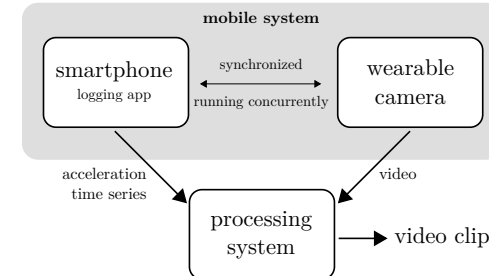 mobile system
smartphone
logging app
synchronized
running concurrently
wearable
camera
acceleration
time series
video
processing
system
video clip